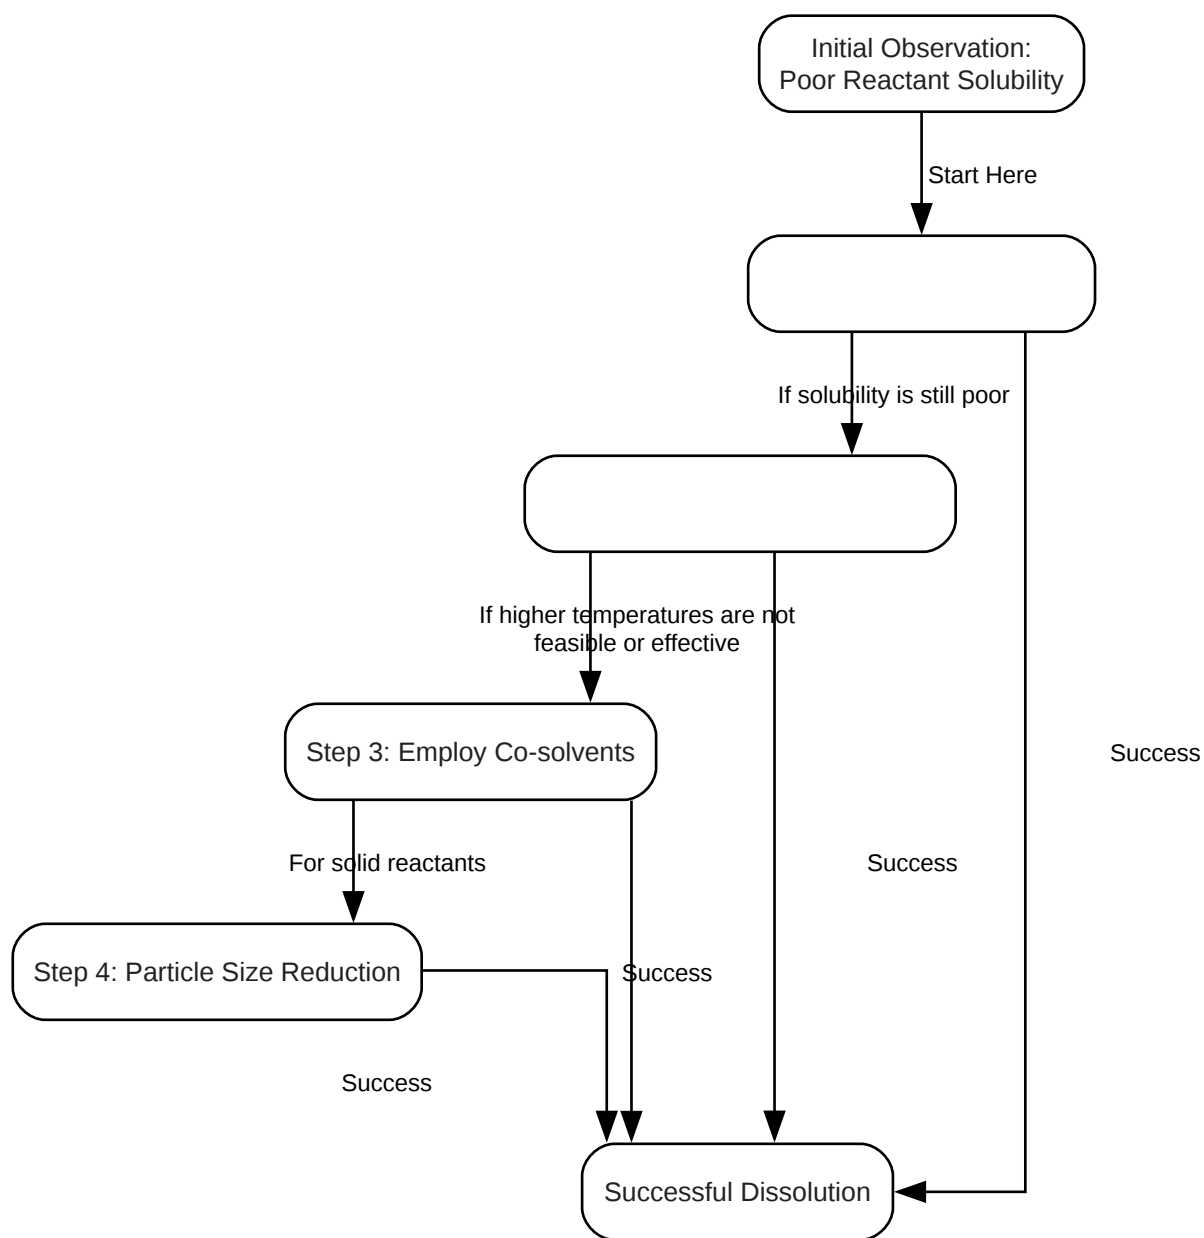 Initial Observation:
Poor Reactant Solubility
Start Here
If solubility is still poor
If higher temperatures are not
feasible or effective
Step 3: Employ Co-solvents
Success
For solid reactants
Success
Step 4: Particle Size Reduction
Success
Success
Successful Dissolution